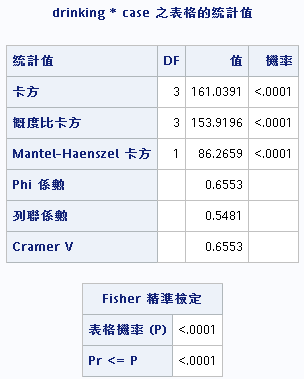 drinking * case 之表格的統計值
統計值 DF 值 機率
卡方 3 161.0391 <.0001
概度比卡方 3 153.9196 <.0001
Mantel-Haenszel 卡方 1 86.2659 <.0001
Phi 係數 0.6553
列聯係數 0.5481
Cramer V 0.6553
Fisher 精準檢定
表格機率 (P) <.0001
Pr <= P <.0001